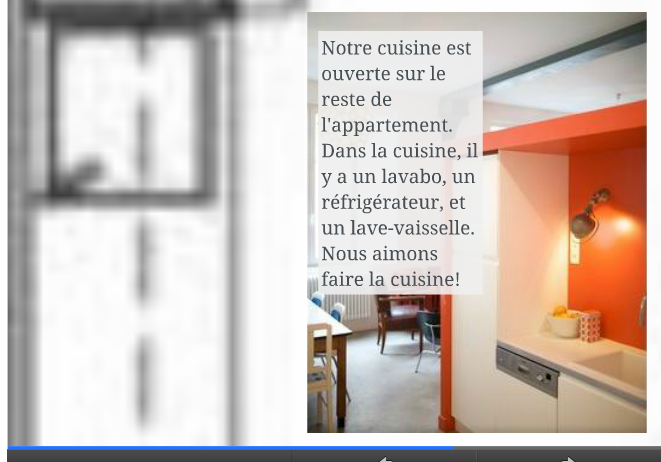 Notre cuisine est
ouverte sur le
reste de
l'appartement.
Dans la cuisine, il
y a un lavabo, un
réfrigérateur, et
un lave-vaisselle.
Nous aimons
faire la cuisine!